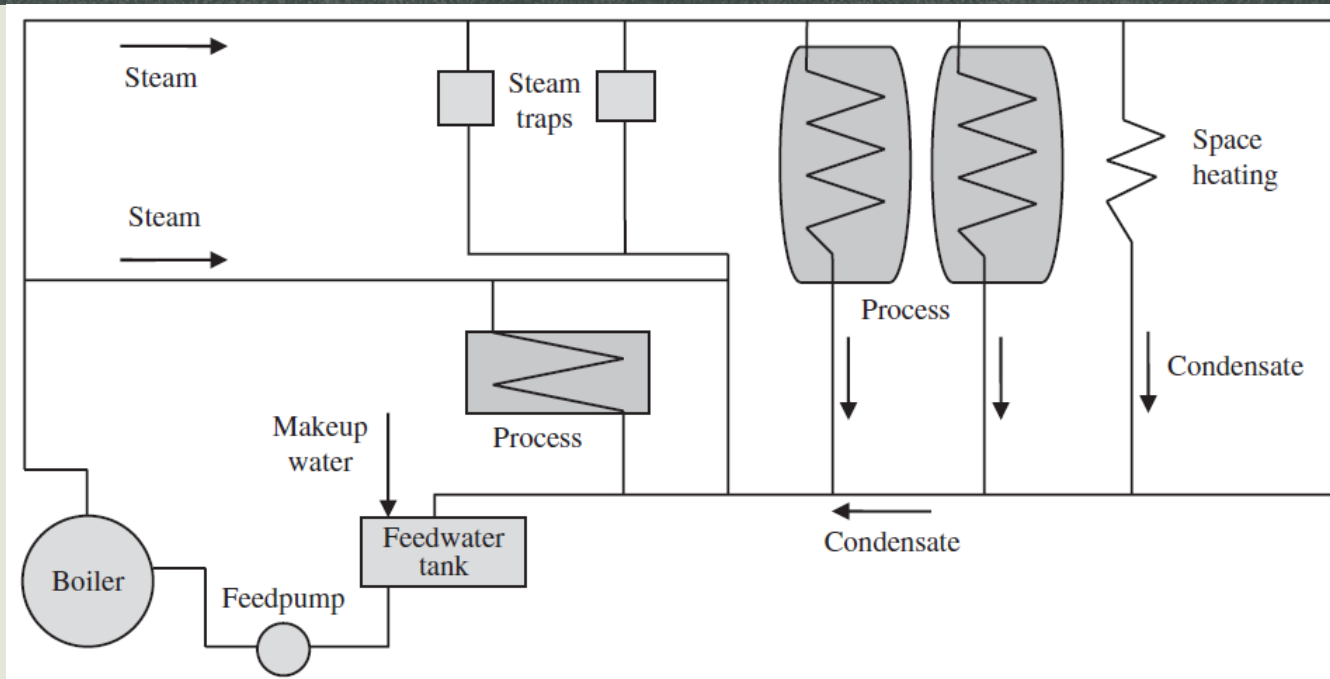 Steam
Steam
traps
Space
heating
Steam
Process
Condensate
Makeup
water
Process
Feedwater
tank
Condensate
Boiler
Feedpump